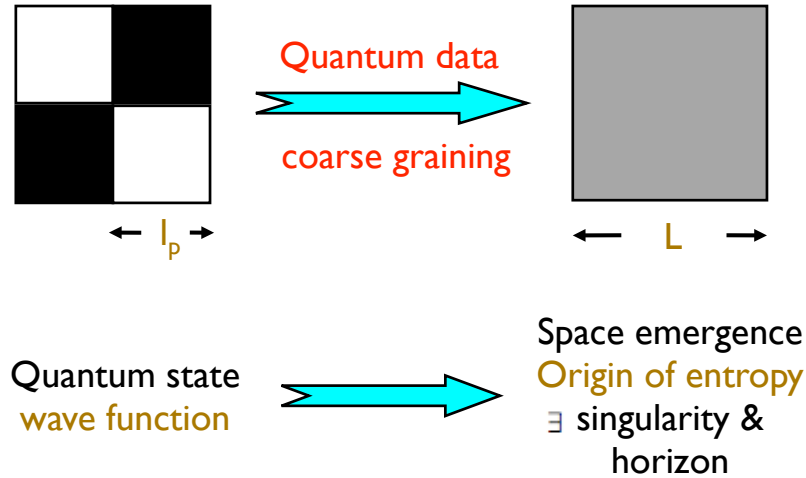 Quantum data
coarse graining
lₚ
L
Quantum state
wave function
Space emergence
Origin of entropy
∃ singularity &
horizon